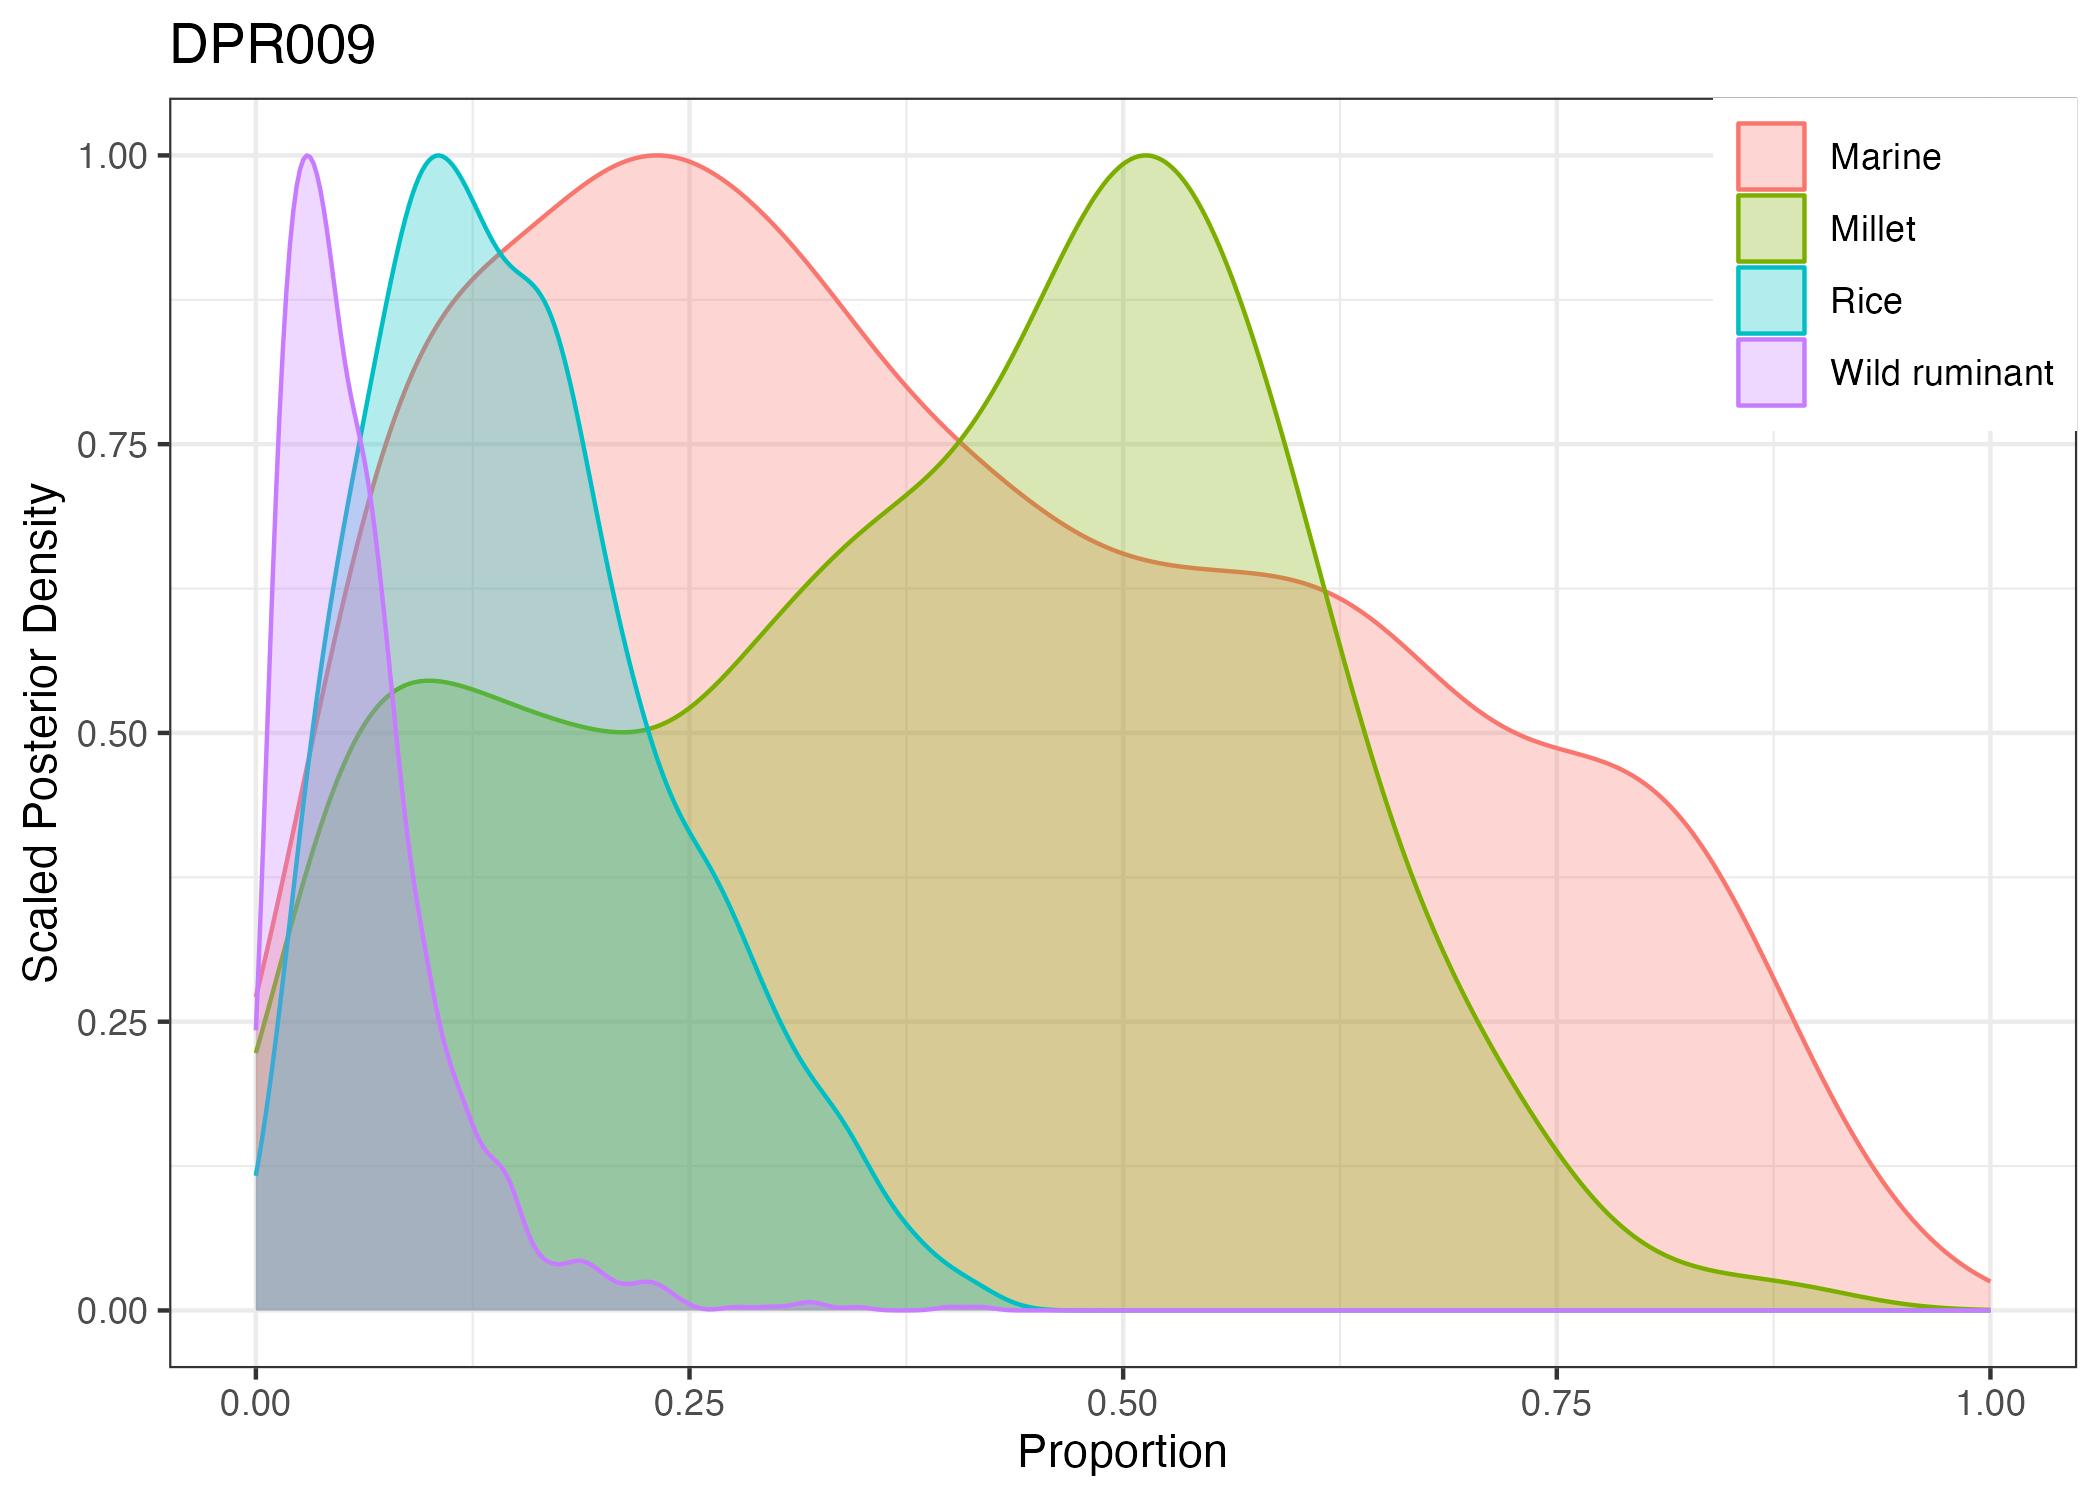 DPR009
Marine
Millet
Rice
Wild ruminant
Scaled Posterior Density
1.00
0.75
0.50
0.25
0.00
0.00 0.25 0.50 0.75 1.00
Proportion